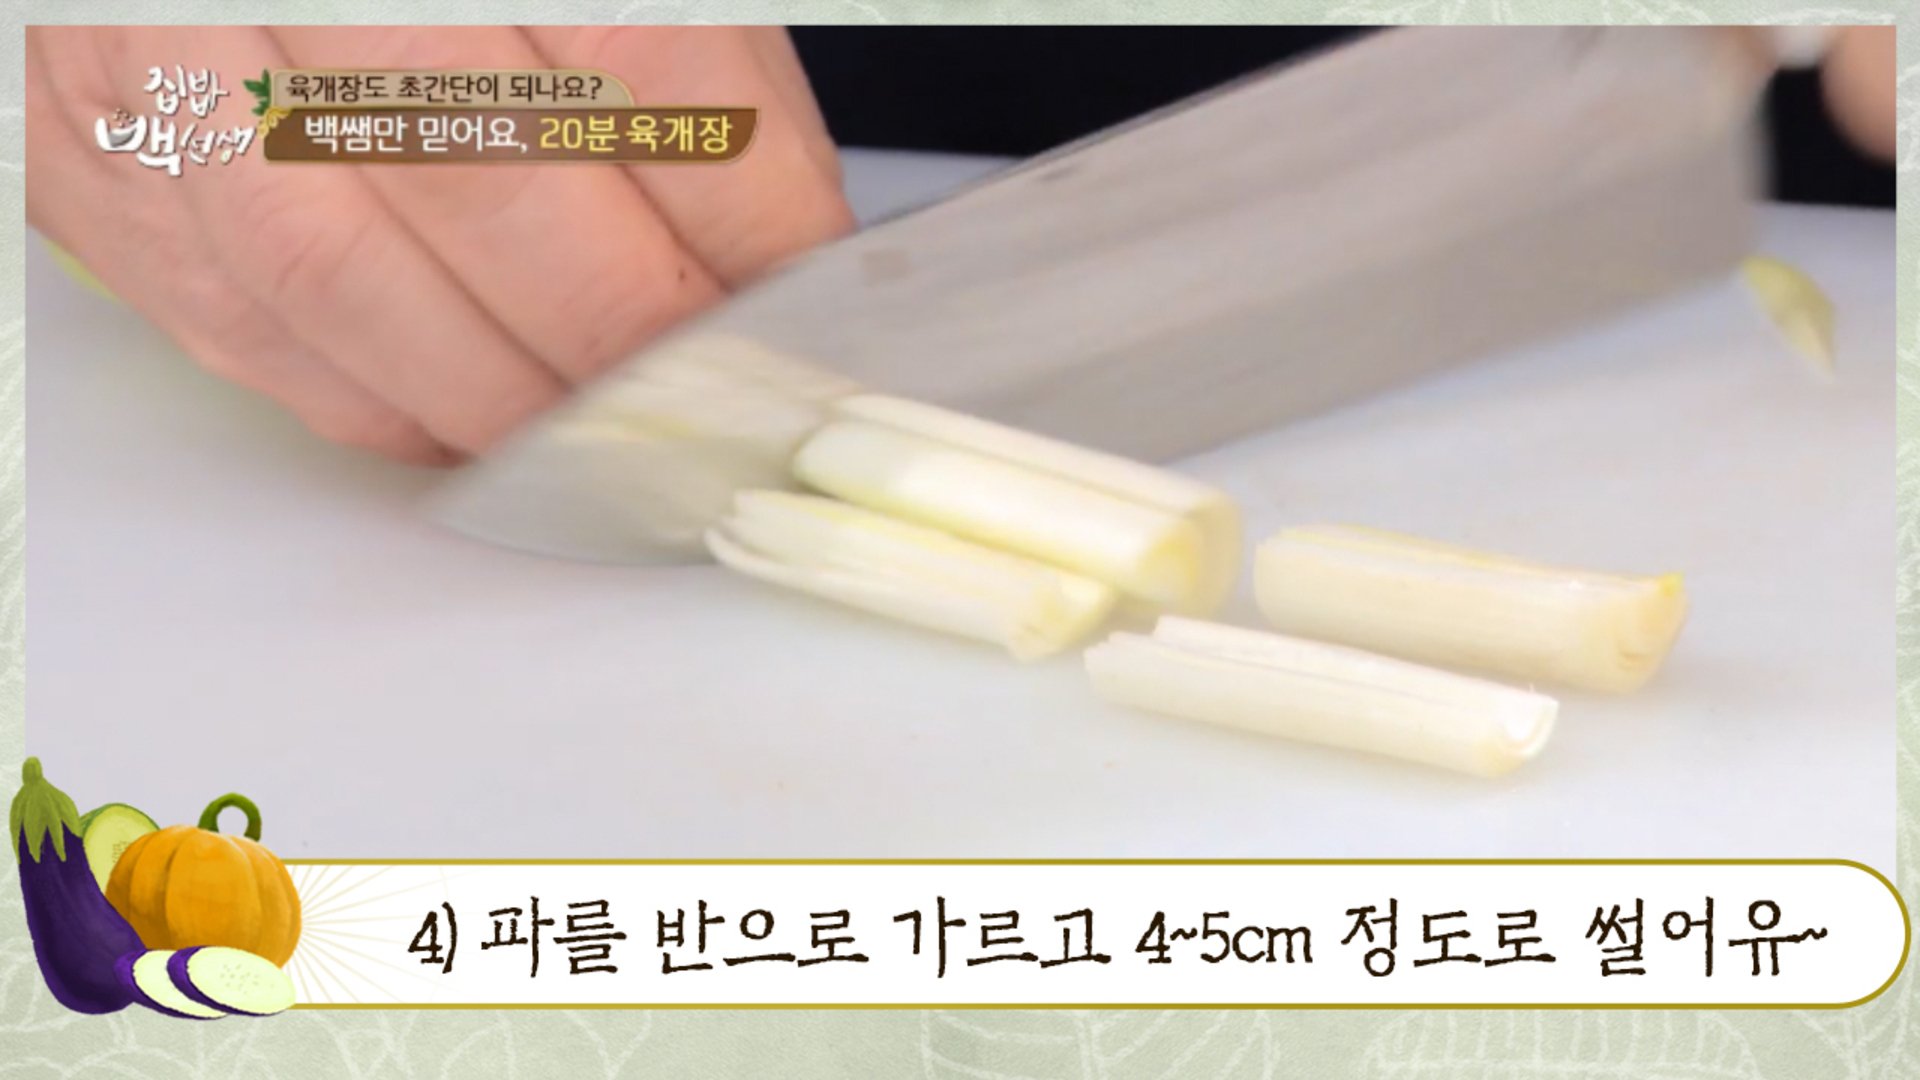 집밥
백선생
육개장도 초간단이 되나요?
백쌤만 믿어요, 20분 육개장
4) 파를 반으로 가르고 4~5cm 정도로 썰어유~